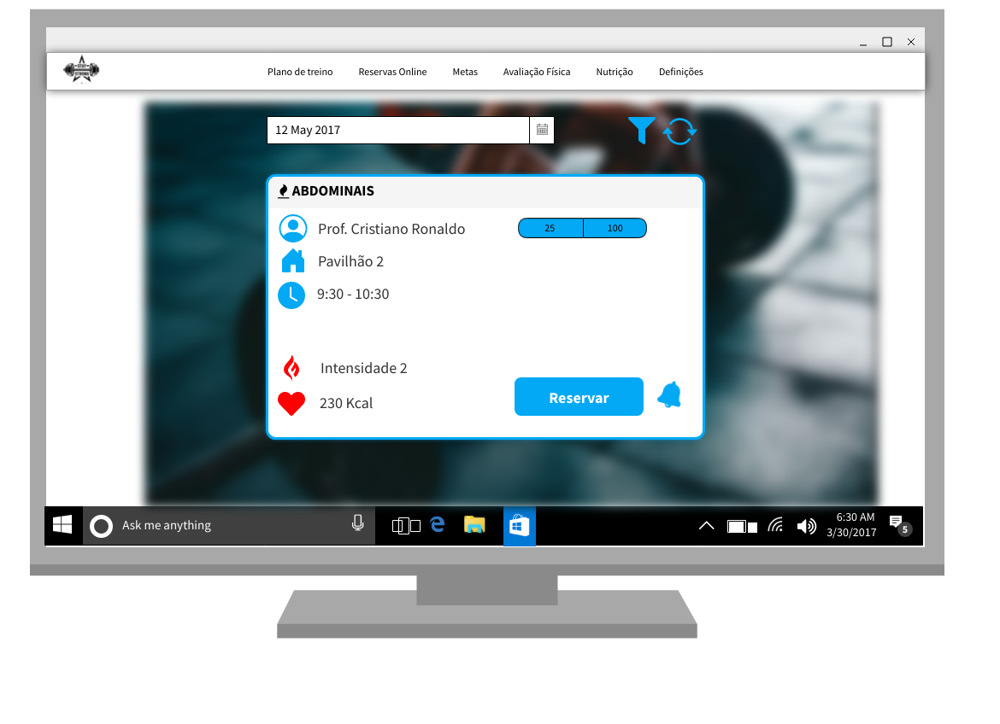 STAY
STRONG
Plano de treino Reservas Online Metas Avaliação Física Nutrição Definições
12 May 2017
ABDOMINAIS
Prof. Cristiano Ronaldo 25 100
Pavilhão 2
9:30 - 10:30
Intensidade 2
Reservar
230 Kcal
Ask me anything
6:30 AM
3/30/2017
5